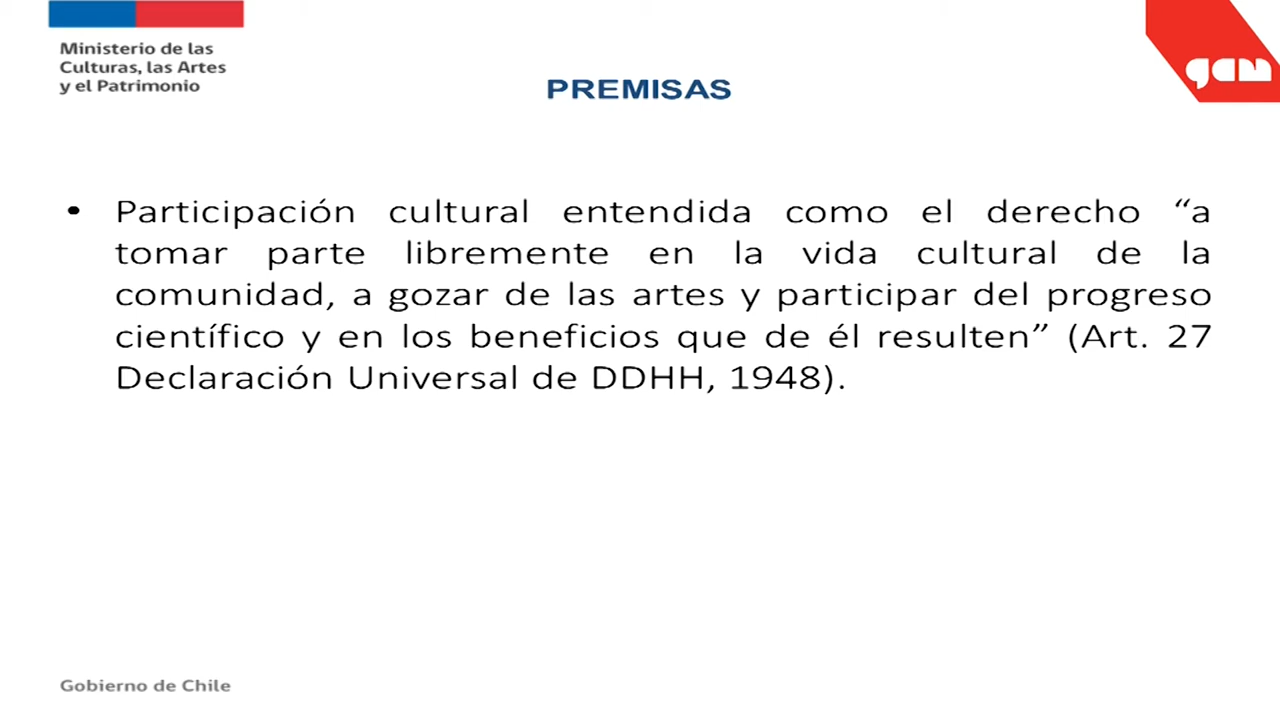 Ministerio de las
Culturas, las Artes
y el Patrimonio
gam
PREMISAS
• Participación cultural entendida como el derecho “a
tomar parte libremente en la vida cultural de la
comunidad, a gozar de las artes y participar del progreso
científico y en los beneficios que de él resulten” (Art. 27
Declaración Universal de DDHH, 1948).
Gobierno de Chile